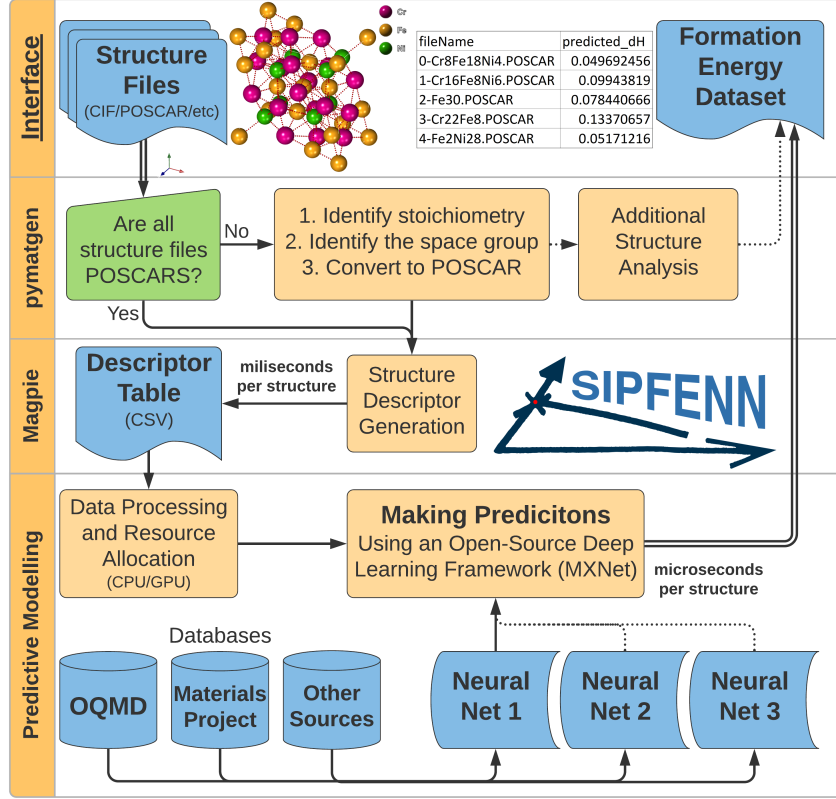 Interface
Structure
Files
(CIF/POSCAR/etc)
Cr
Fe
Ni
fileName predicted_dH
0-Cr8Fe18Ni4.POSCAR 0.049692456
1-Cr16Fe8Ni6.POSCAR 0.09943819
2-Fe30.POSCAR 0.078440666
3-Cr22Fe8.POSCAR 0.13370657
4-Fe2Ni28.POSCAR 0.05171216
Formation
Energy
Dataset
pymatgen
Are all
structure files
POSCARS?
No
Yes
1. Identify stoichiometry
2. Identify the space group
3. Convert to POSCAR
Additional
Structure
Analysis
Magpie
Descriptor
Table
(CSV)
miliseconds
per structure
Structure
Descriptor
Generation
SIPFENN
Predictive Modelling
Data Processing
and Resource
Allocation
(CPU/GPU)
Making Predicitons
Using an Open-Source Deep
Learning Framework (MXNet)
microseconds
per structure
Databases
OQMD
Materials
Project
Other
Sources
Neural
Net 1
Neural
Net 2
Neural
Net 3